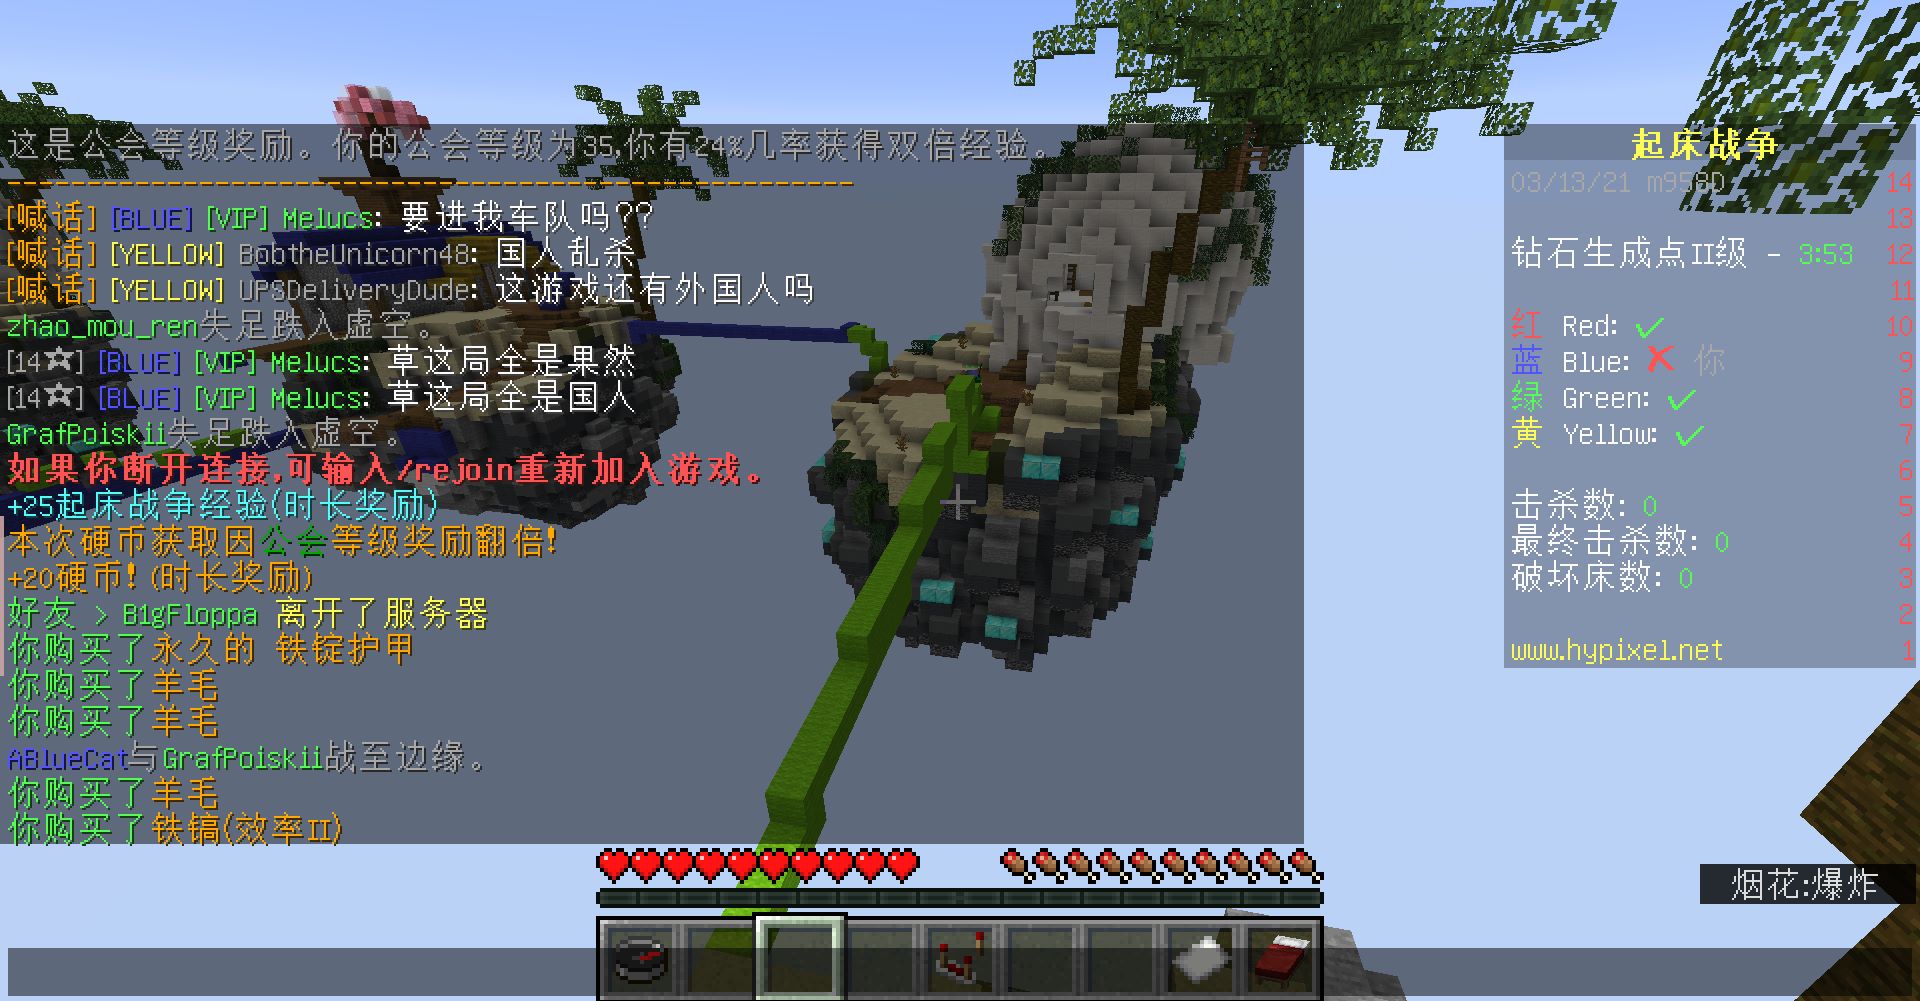 这是公会等级奖励。你的公会等级为35,你有24%几率获得双倍经验。
[喊话] [BLUE] [VIP] Melucs: 要进我车队吗??
[喊话] [YELLOW] BobtheUnicorn48: 国人乱杀
[喊话] [YELLOW] UPSDeliveryDude: 这游戏还有外国人吗
zhao_mou_ren失足跌入虚空。
[14☆] [BLUE] [VIP] Melucs: 草这局全是果然
[14☆] [BLUE] [VIP] Melucs: 草这局全是国人
GrafPoiskii失足跌入虚空。
如果你断开连接,可输入/rejoin重新加入游戏。
+25起床战争经验(时长奖励)
本次硬币获取因公会等级奖励翻倍!
+20硬币! (时长奖励)
好友 > B1gFloppa 离开了服务器
你购买了永久的 铁锭护甲
你购买了羊毛
你购买了羊毛
ABlueCat与GrafPoiskii战至边缘。
你购买了羊毛
你购买了铁镐(效率II)
起床战争
03/13/21 m958D 14
13
钻石生成点II级 - 3:53 12
11
红 Red: ✓ 10
蓝 Blue: ✗ 你 9
绿 Green: ✓ 8
黄 Yellow: ✓ 7
6
击杀数: 0 5
最终击杀数: 0 4
破坏床数: 0 3
2
www.hypixel.net 1
烟花:爆炸